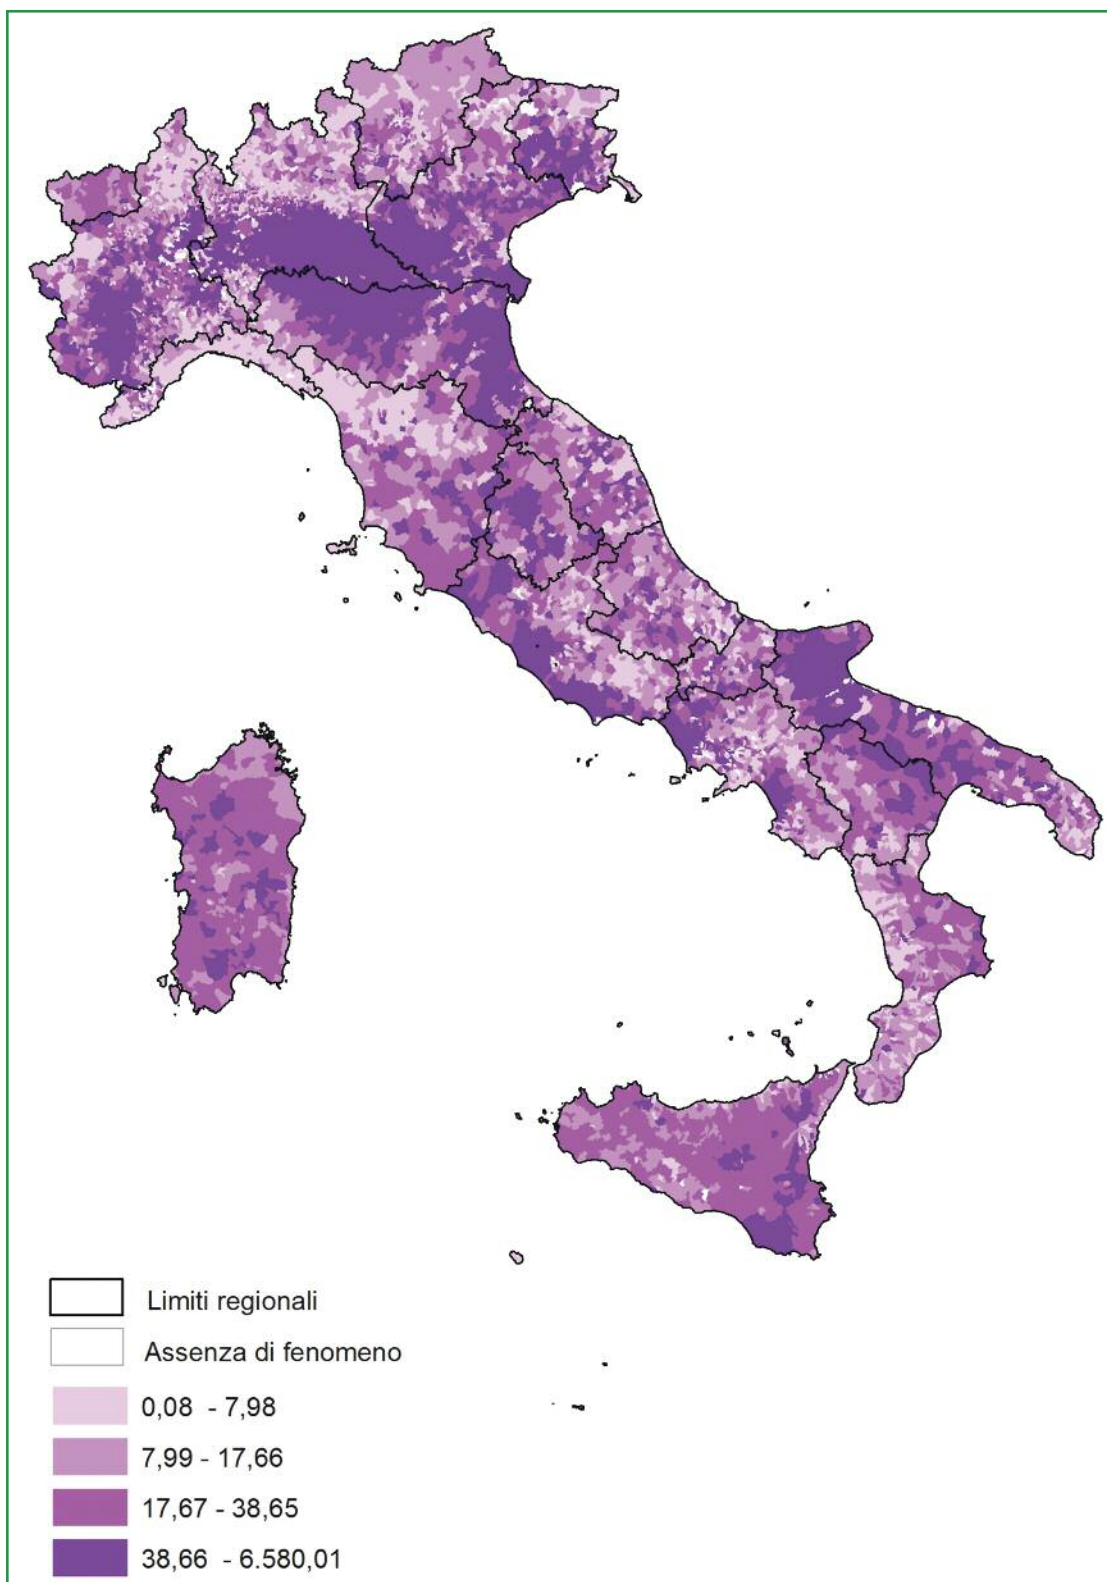 Limiti regionali
Assenza di fenomeno
0,08 - 7,98
7,99 - 17,66
17,67 - 38,65
38,66 - 6.580,01